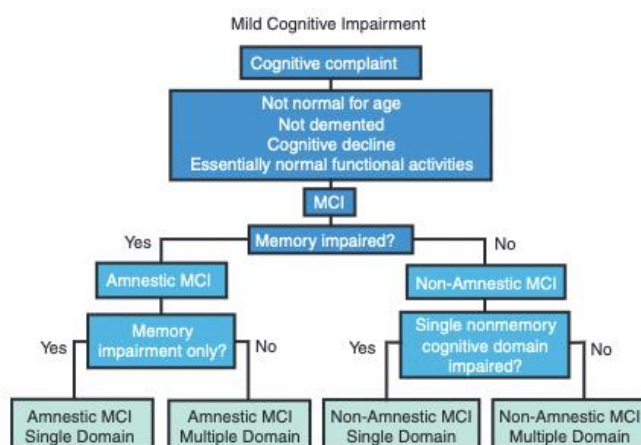 Mild Cognitive Impairment
Cognitive complaint
Not normal for age
Not demented
Cognitive decline
Essentially normal functional activities
MCI
Yes
Memory impaired?
No
Amnestic MCI
Non-Amnestic MCI
Yes
Memory
impairment only?
No
Yes
Single nonmemory
cognitive domain
impaired?
No
Amnestic MCI
Single Domain
Amnestic MCI
Multiple Domain
Non-Amnestic MCI
Single Domain
Non-Amnestic MCI
Multiple Domain